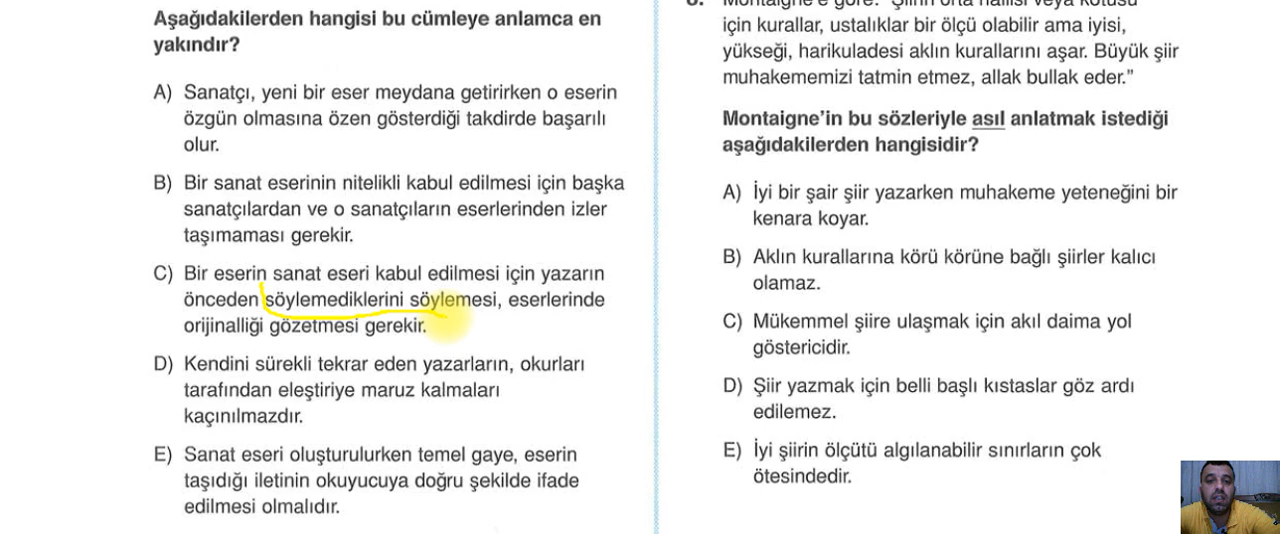 Aşağıdakilerden hangisi bu cümleye anlamca en
yakındır?
A) Sanatçı, yeni bir eser meydana getirirken o eserin
özgün olmasına özen gösterdiği takdirde başarılı
olur.
B) Bir sanat eserinin nitelikli kabul edilmesi için başka
sanatçılardan ve o sanatçıların eserlerinden izler
taşımaması gerekir.
C) Bir eserin sanat eseri kabul edilmesi için yazarın
önceden söylemediklerini söylemesi, eserlerinde
orijinalliği gözetmesi gerekir.
D) Kendini sürekli tekrar eden yazarların, okurları
tarafından eleştiriye maruz kalmaları
kaçınılmazdır.
E) Sanat eseri oluşturulurken temel gaye, eserin
taşıdığı iletinin okuyucuya doğru şekilde ifade
edilmesi olmalıdır.
Montaigne'e göre: "Şiirin orta hallisi veya kötüsü
için kurallar, ustalıklar bir ölçü olabilir ama iyisi,
yükseği, harikuladesi aklın kurallarını aşar. Büyük şiir
muhakememizi tatmin etmez, allak bullak eder."
Montaigne'in bu sözleriyle asıl anlatmak istediği
aşağıdakilerden hangisidir?
A) İyi bir şair şiir yazarken muhakeme yeteneğini bir
kenara koyar.
B) Aklın kurallarına körü körüne bağlı şiirler kalıcı
olamaz.
C) Mükemmel şiire ulaşmak için akıl daima yol
göstericidir.
D) Şiir yazmak için belli başlı kıstaslar göz ardı
edilemez.
E) İyi şiirin ölçütü algılanabilir sınırların çok
ötesindedir.